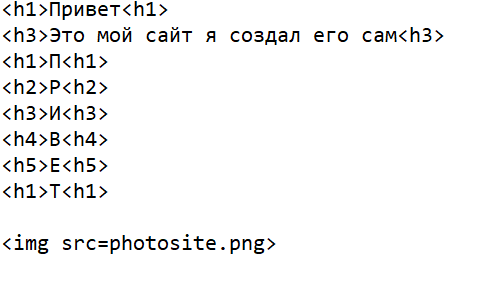 <h1>Привет<h1>
<h3>Это мой сайт я создал его сам<h3>
<h1>П<h1>
<h2>Р<h2>
<h3>И<h3>
<h4>В<h4>
<h5>Е<h5>
<h1>Т<h1>
<img src=photosite.png>